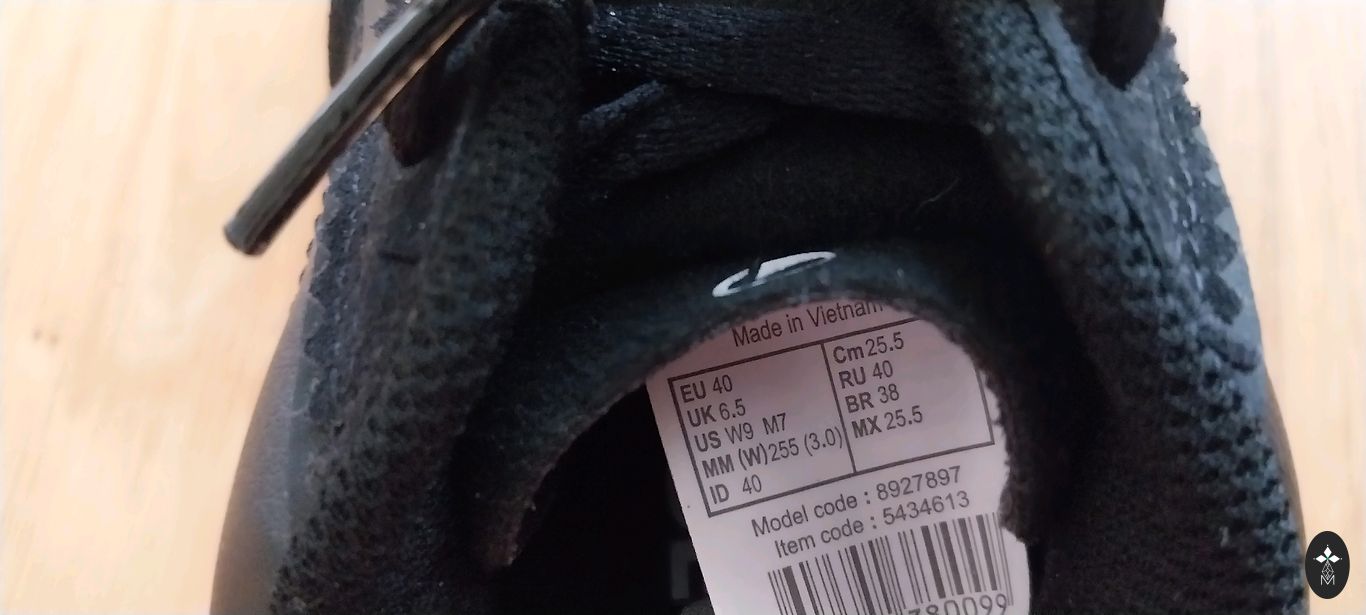 Made in Vietnam
EU 40
UK 6.5
US W9 M7
MM (W)255 (3.0)
ID 40
Cm 25.5
RU 40
BR 38
MX 25.5
Model code : 8927897
Item code : 5434613
M